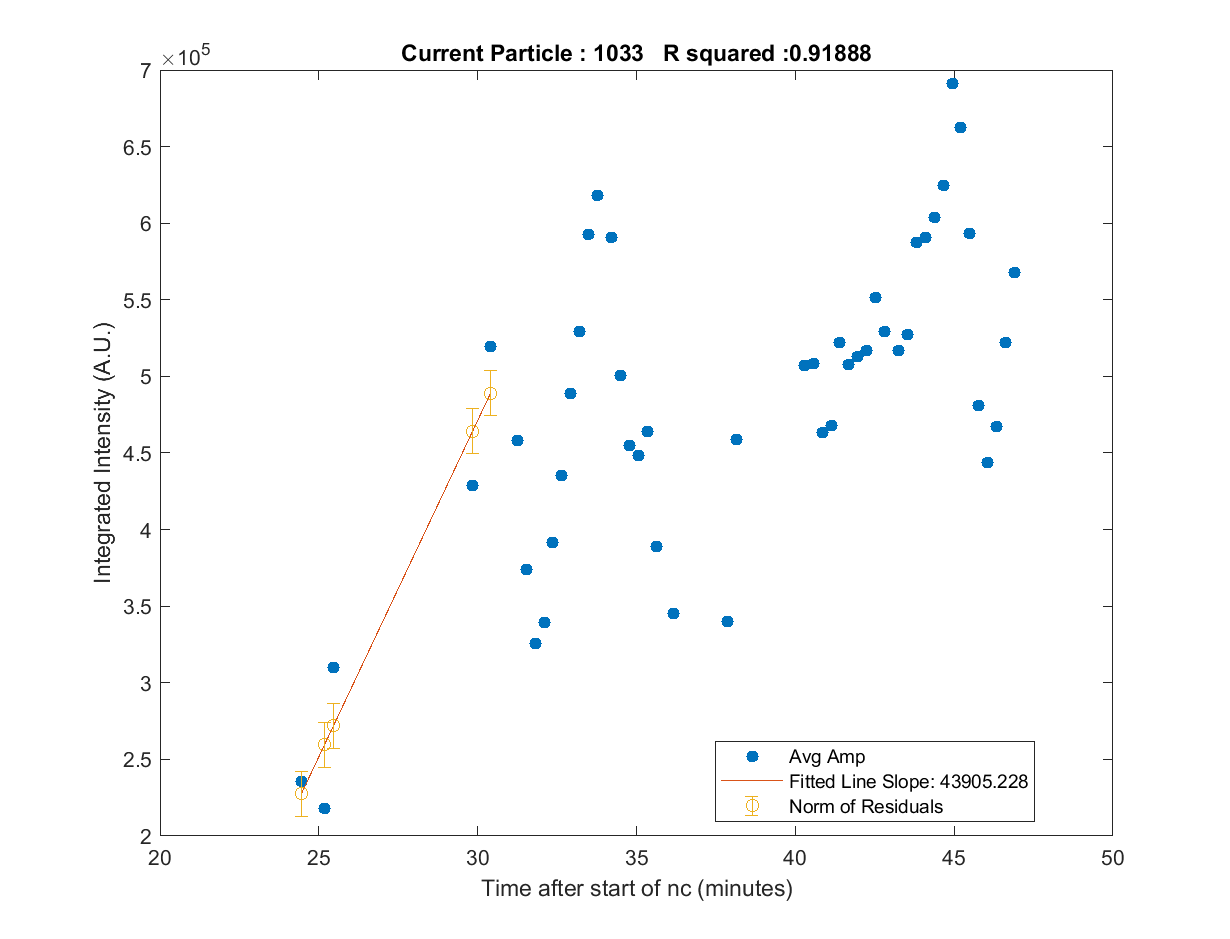 Current Particle : 1033   R squared :0.91888
×10^5
7
6.5
6
5.5
5
4.5
4
3.5
3
2.5
2
Integrated Intensity (A.U.)
20 25 30 35 40 45 50
Time after start of nc (minutes)
Avg Amp
Fitted Line Slope: 43905.228
Norm of Residuals